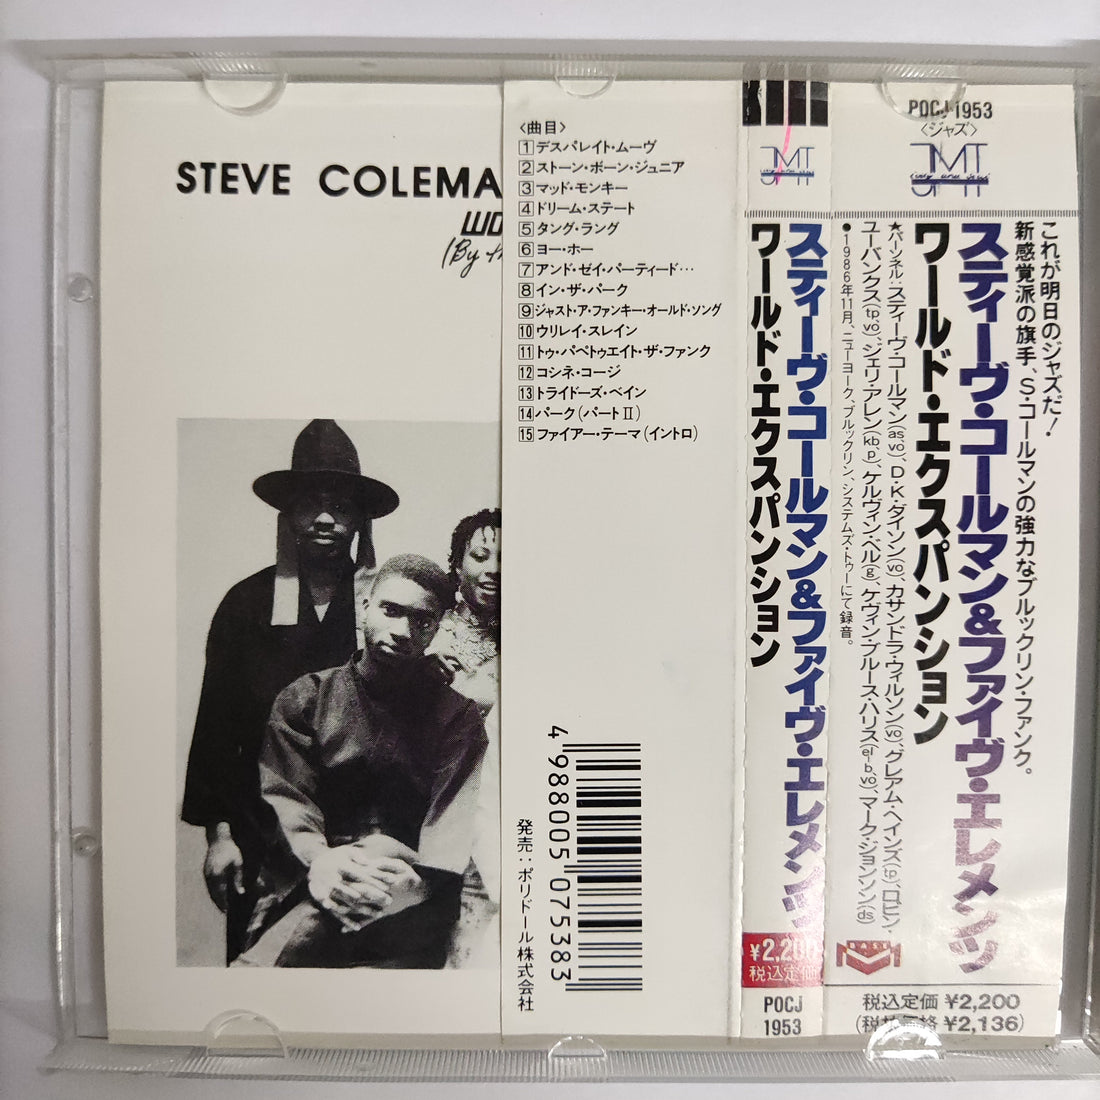 STEVE COLEMA
WO
(By th
〈曲目〉
1 デスパレイト・ムーヴ
2 ストーン・ボーン・ジュニア
3 マッド・モンキー
4 ドリーム・ステート
5 タング・ラング
6 ヨー・ホー
7 アンド・ゼイ・パーティード…
8 イン・ザ・パーク
9 ジャスト・ア・ファンキー・オールド・ソング
10 ウリレイ・スレイン
11 トゥ・パペトゥエイト・ザ・ファンク
12 コシネ・コージ
13 トライドーズ・ベイン
14 パーク(パートⅡ)
15 ファイアー・テーマ(イントロ)
4 988005 075383
発売:ポリドール株式会社
JMT
スティーヴ・コールマン&ファイヴ・エレメンツ
ワールド・エクスパンション
¥2,200
税込定価
POCJ
1953
POCJ-1953
〈ジャズ〉
JMT
これが明日のジャズだ!
新感覚派の旗手、S・コールマンの強力なブルックリン・ファンク。
スティーヴ・コールマン&ファイヴ・エレメンツ
ワールド・エクスパンション
★パーソネル:スティーヴ・コールマン(as,vo)、D・K・ダイソン(vo)、カサンドラ・ウィルソン(vo)、グレアム・ヘインズ(tp)、ロビン・
ユーバンクス(tp,vo)、ジェリ・アレン(kb,p)、ケルヴィン・ベル(g)、ケヴィン・ブルース・ハリス(el-b,vo)、マーク・ジョンソン(ds)
●1986年11月、ニューヨーク、ブルックリン、システムズ・トゥーにて録音。
BASE
税込定価 ¥2,200
(税抜価格 ¥2,136)